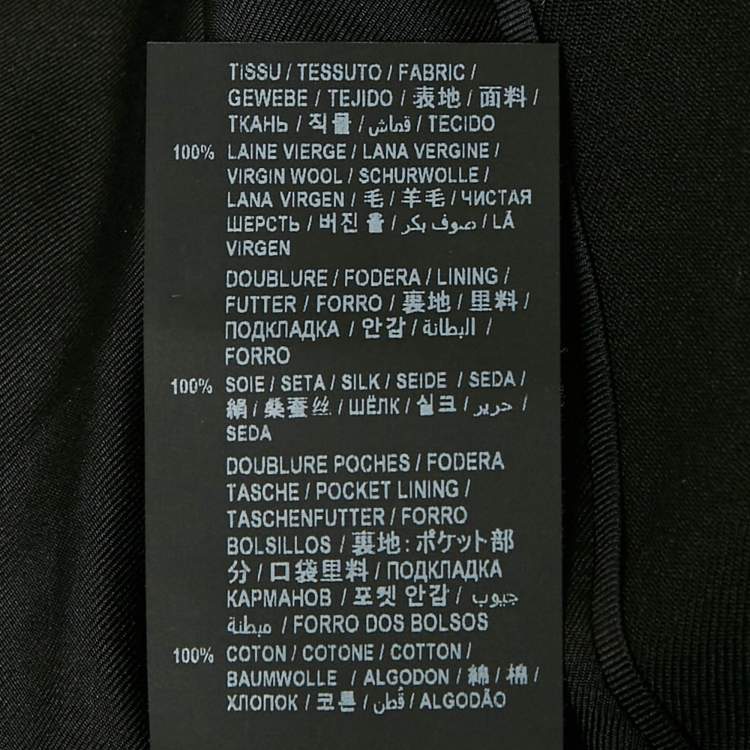 TISSU / TESSUTO / FABRIC /
GEWEBE / TEJIDO / 表地 / 面料 /
ТКАНЬ / 직물 / قماش / TECIDO
100% LAINE VIERGE / LANA VERGINE /
VIRGIN WOOL / SCHURWOLLE /
LANA VIRGEN / 毛 / 羊毛 / ЧИСТАЯ
ШЕРСТЬ / 버진 울 / صوف بكر / LÃ
VIRGEN
DOUBLURE / FODERA / LINING /
FUTTER / FORRO / 裏地 / 里料 /
ПОДКЛАДКА / 안감 / البطانة /
FORRO
100% SOIE / SETA / SILK / SEIDE / SEDA /
絹 / 桑蚕丝 / ШЁЛК / 실크 / حرير /
SEDA
DOUBLURE POCHES / FODERA
TASCHE / POCKET LINING /
TASCHENFUTTER / FORRO
BOLSILLOS / 裏地:ポケット部
分 / 口袋里料 / ПОДКЛАДКА
КАРМАНОВ / 포켓 안감 / جيوب
مبطنة / FORRO DOS BOLSOS
100% COTON / COTONE / COTTON /
BAUMWOLLE / ALGODON / 綿 / 棉 /
ХЛОПОК / 코튼 / قُطن / ALGODÃO